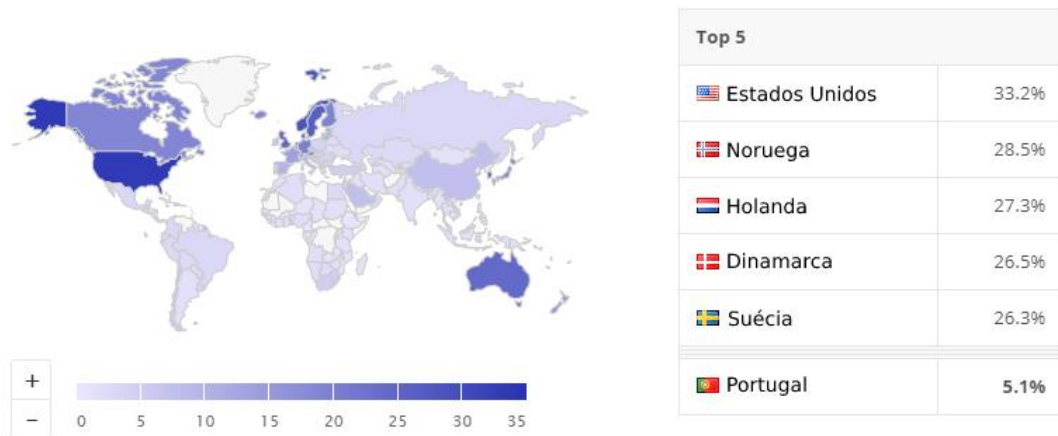 Top 5
Estados Unidos 33.2%
Noruega 28.5%
Holanda 27.3%
Dinamarca 26.5%
Suécia 26.3%
Portugal 5.1%
+
−
0 5 10 15 20 25 30 35